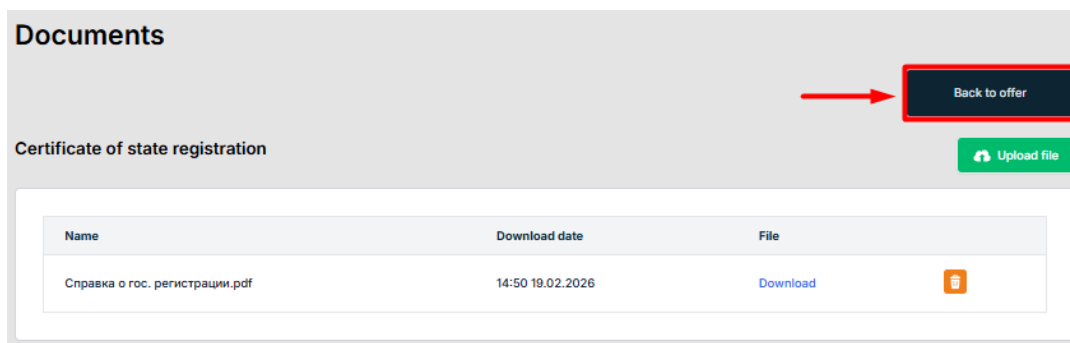 Documents
Back to offer
Certificate of state registration
Upload file
Name Download date File
Справка о гос. регистрации.pdf 14:50 19.02.2026 Download